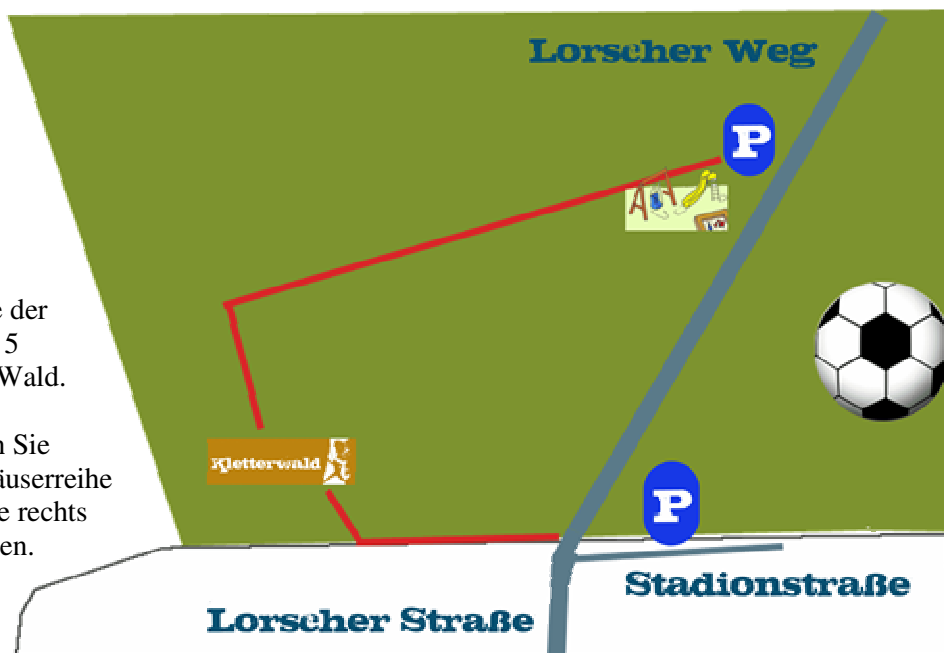 Lorscher Weg
P
e der
5
Wald.
n Sie
äuserreihe
e rechts
en.
Kletterwald
P
Stadionstraße
Lorscher Straße